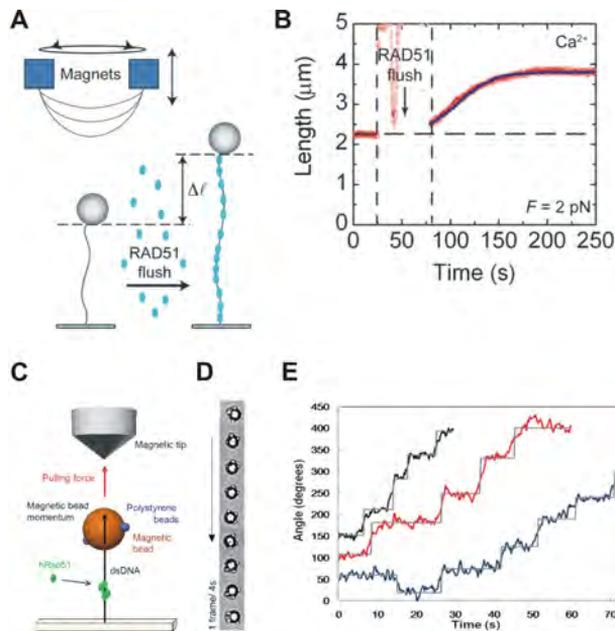 A
Magnets
Δℓ
RAD51
flush
B
Length (μm)
5
4
3
2
1
0
RAD51
flush
Ca²⁺
F = 2 pN
0 50 100 150 200 250
Time (s)
C
Magnetic tip
Pulling force
Magnetic bead
momentum
Polystyrene
beads
Magnetic
bead
hRad51
dsDNA
D
1 frame/ 4s
E
Angle (degrees)
450
400
350
300
250
200
150
100
50
0
0 10 20 30 40 50 60 70
Time (s)